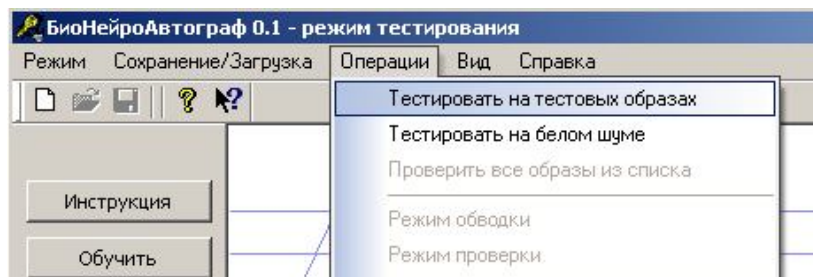 БиоНейроАвтограф 0.1 - режим тестирования
Режим Сохранение/Загрузка Операции Вид Справка
Тестировать на тестовых образах
Тестировать на белом шуме
Проверить все образы из списка
Инструкция
Режим обводки
Обучить
Режим проверки